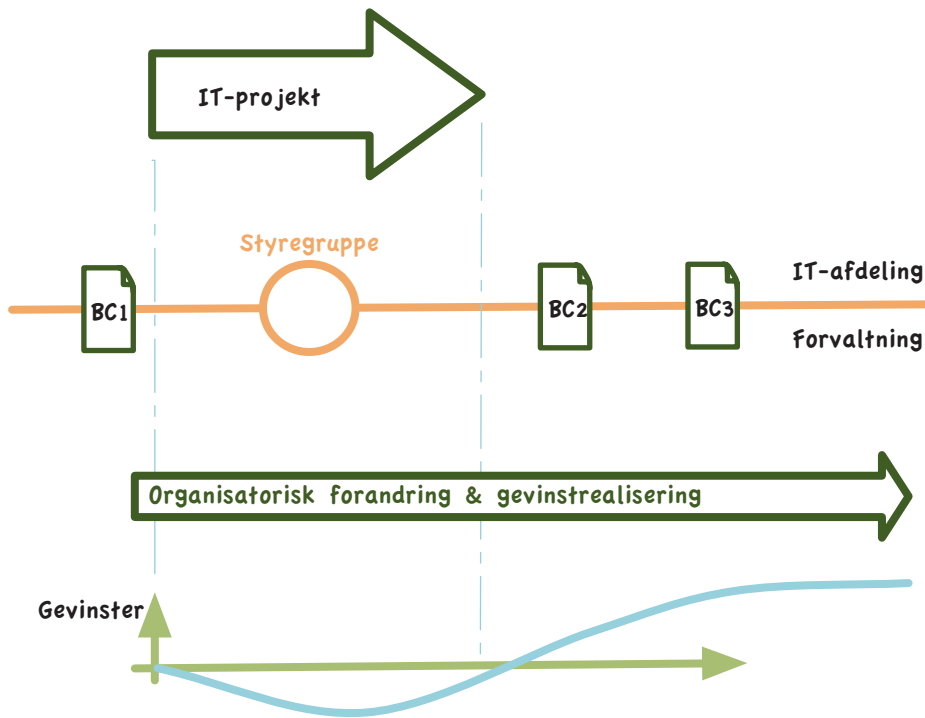 IT-projekt
Styregruppe
BC1
BC2
BC3
IT-afdeling
Forvaltning
Organisatorisk forandring & gevinstrealisering
Gevinster